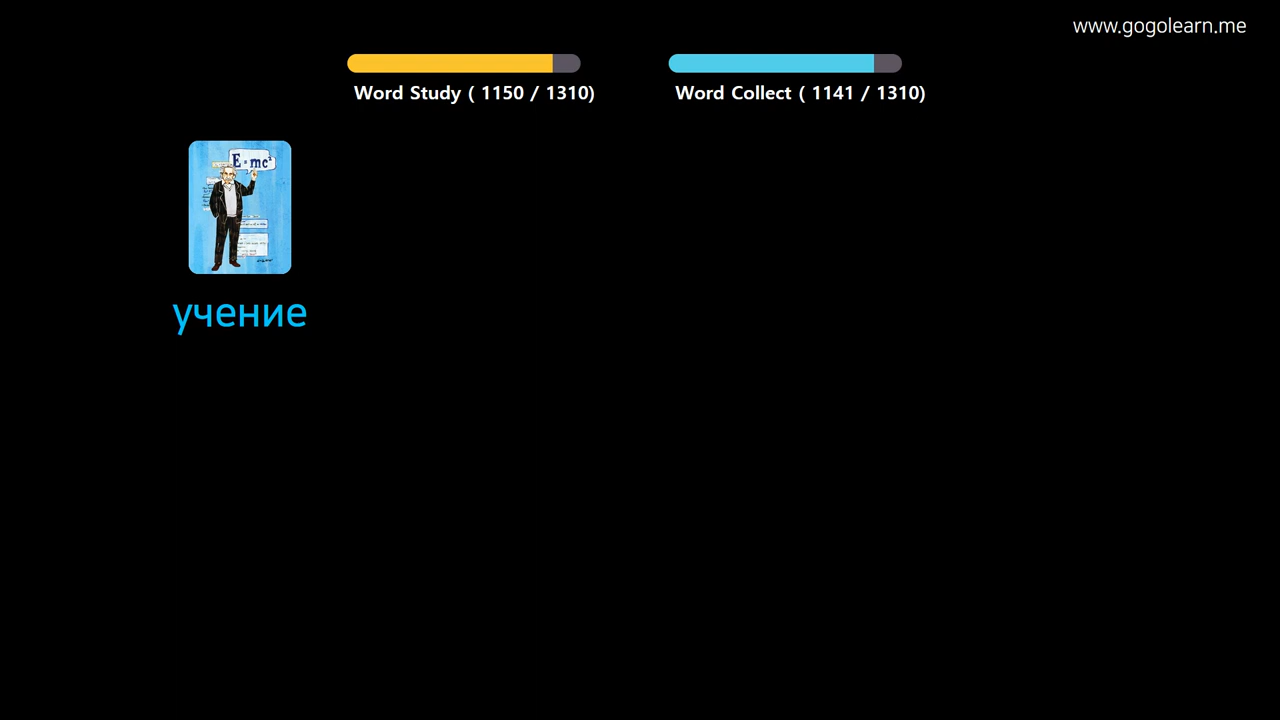 www.gogolearn.me
Word Study ( 1150 / 1310)
Word Collect ( 1141 / 1310)
E=mc²
учение